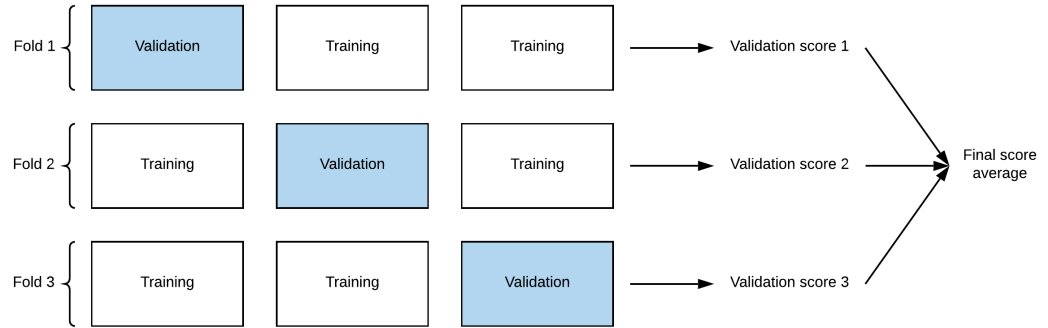 Fold 1 Validation Training Training Validation score 1
Fold 2 Training Validation Training Validation score 2
Final score
average
Fold 3 Training Training Validation Validation score 3